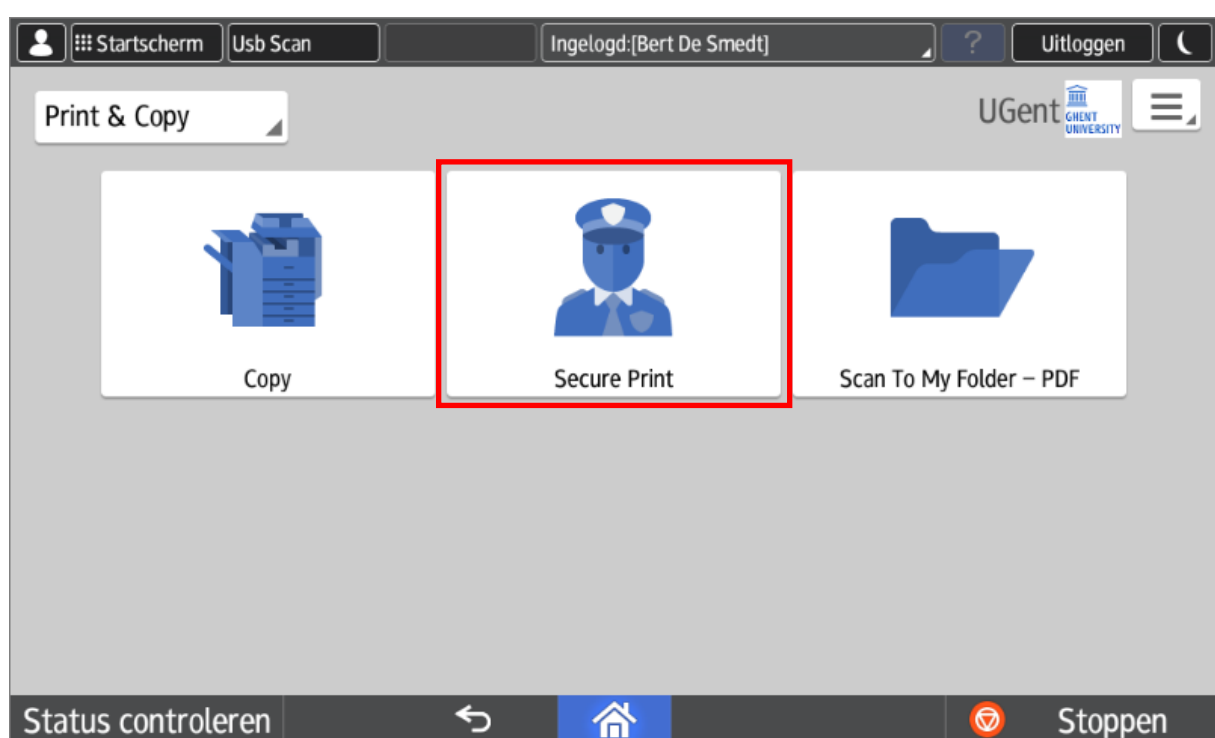 Startscherm Usb Scan Ingelogd:[Bert De Smedt] ? Uitloggen
Print & Copy UGent
GHENT
UNIVERSITY
Copy Secure Print Scan To My Folder – PDF
Status controleren Stoppen